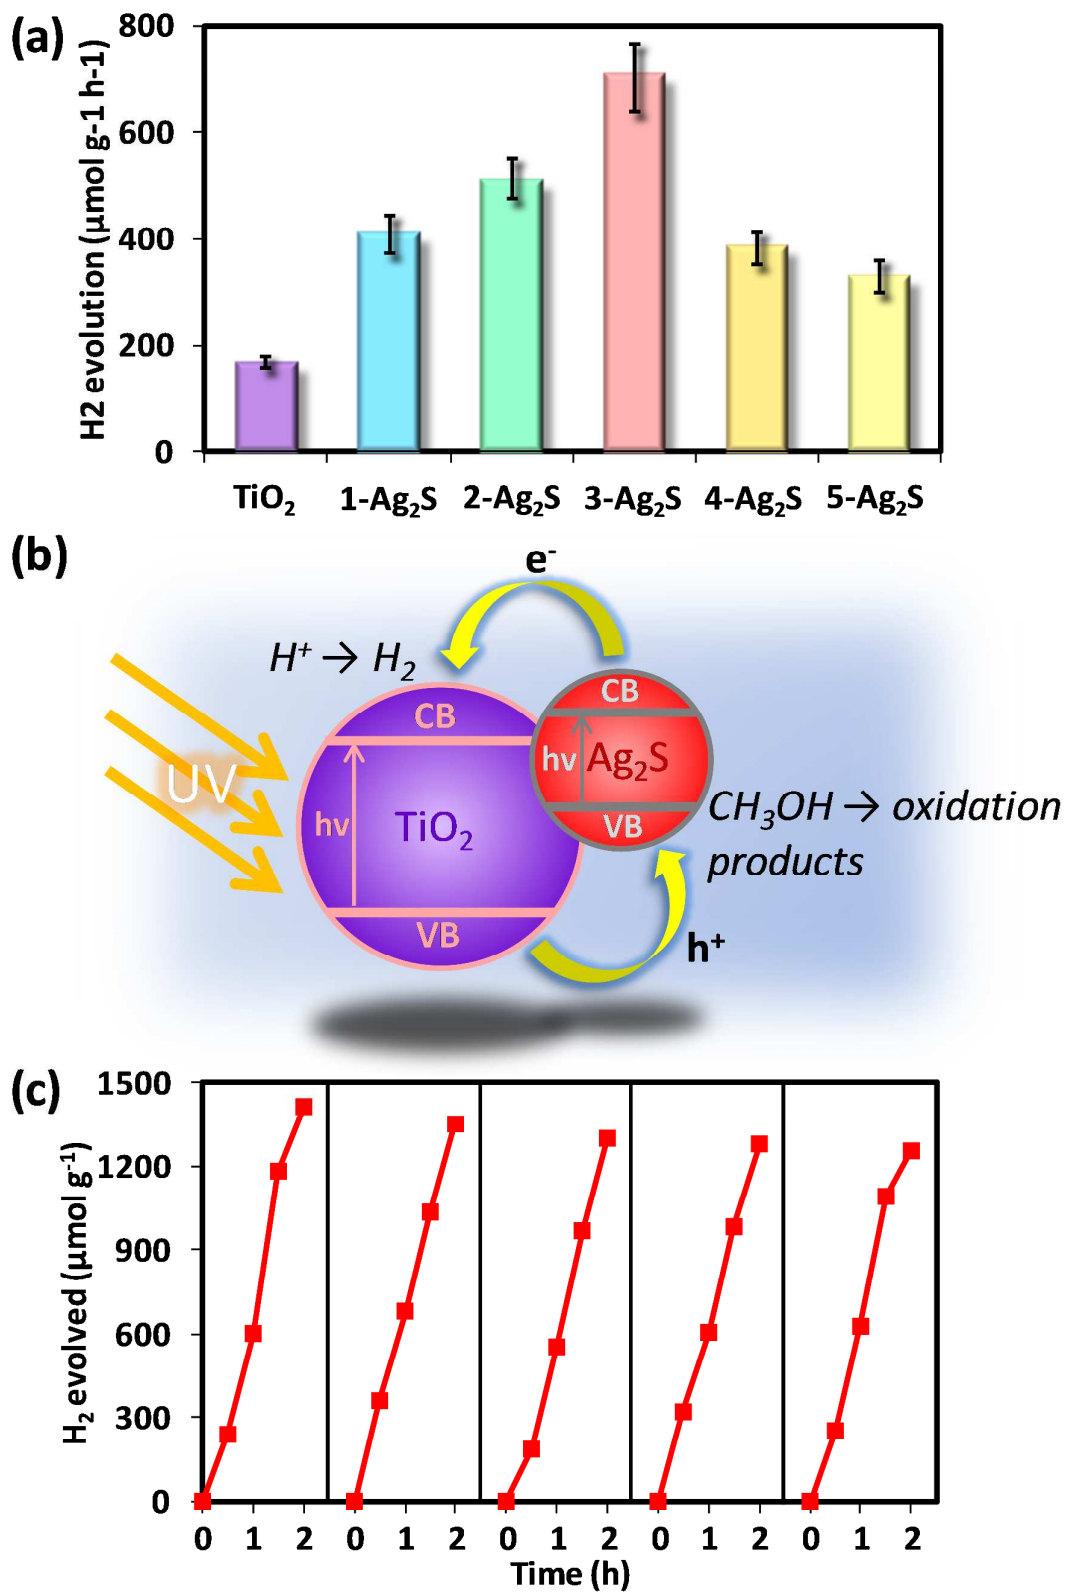 (a)
H2 evolution (µmol g-1 h-1)
800
600
400
200
0
TiO₂ 1-Ag₂S 2-Ag₂S 3-Ag₂S 4-Ag₂S 5-Ag₂S
(b)
e⁻
H⁺ → H₂
CB
CB
UV
hv
TiO₂
hv
Ag₂S
VB
CH₃OH → oxidation
products
VB
h⁺
(c)
H₂ evolved (µmol g⁻¹)
1500
1200
900
600
300
0
0 1 2 0 1 2 0 1 2 0 1 2 0 1 2
Time (h)